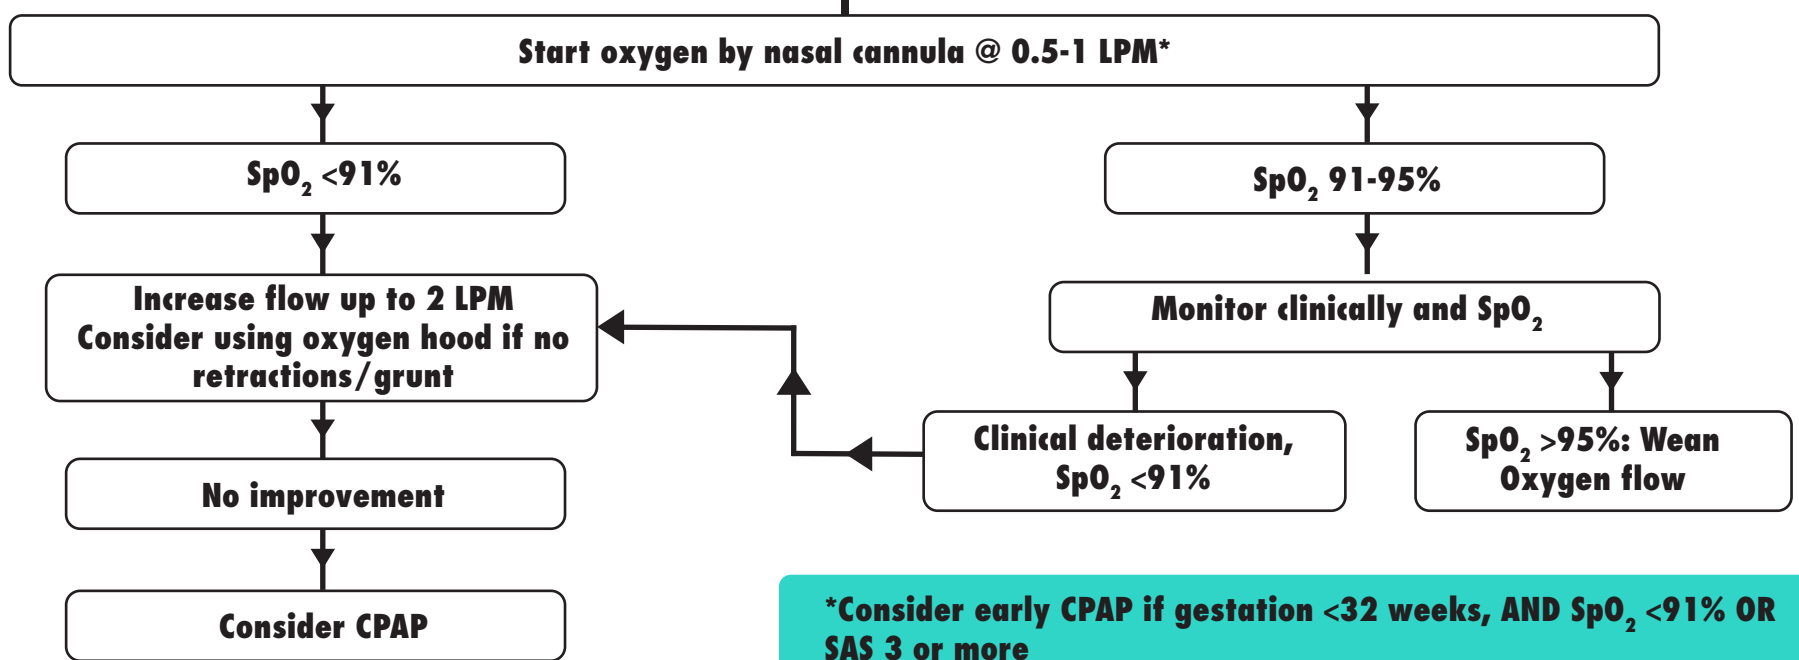 Start oxygen by nasal cannula @ 0.5-1 LPM*
SpO₂ <91%
SpO₂ 91-95%
Increase flow up to 2 LPM
Consider using oxygen hood if no
retractions/grunt
Monitor clinically and SpO₂
Clinical deterioration,
SpO₂ <91%
SpO₂ >95%: Wean
Oxygen flow
No improvement
Consider CPAP
*Consider early CPAP if gestation <32 weeks, AND SpO₂ <91% OR
SAS 3 or more